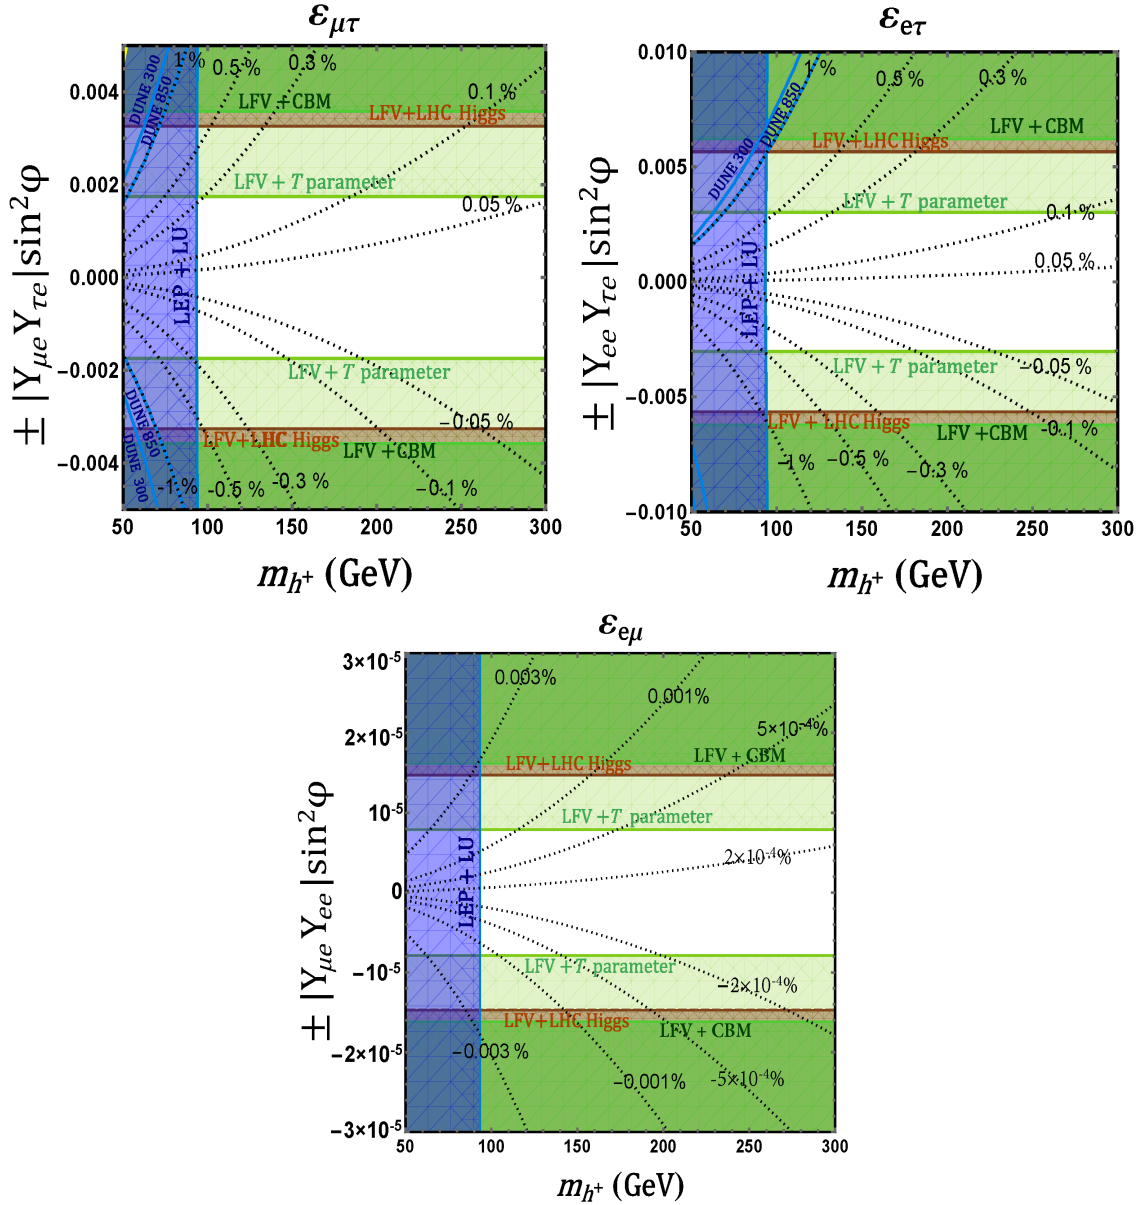 ε_μτ
± |Y_μe Y_τe| sin²φ
0.004
0.002
0.000
−0.002
−0.004
DUNE 300
DUNE 850
1 %
0.5 %
0.3 %
0.1 %
LFV +CBM
LFV+LHC Higgs
LFV + T parameter
0.05 %
LEP + LU
LFV + T parameter
−0.05 %
LFV+LHC Higgs
LFV +CBM
DUNE 850
DUNE 300
-1 %
-0.5 %
-0.3 %
−0.1 %
50 100 150 200 250 300
m_h⁺ (GeV)
ε_eτ
± |Y_ee Y_τe| sin²φ
0.010
0.005
0.000
−0.005
−0.010
DUNE 300
DUNE 850
1 %
0.5 %
0.3 %
LFV + CBM
LFV+LHC Higgs
LFV + T parameter
0.1 %
0.05 %
LEP + LU
LFV + T parameter
−0.05 %
LFV + LHC Higgs
LFV +CBM
-0.1 %
−1%
−0.5 %
−0.3 %
50 100 150 200 250 300
m_h⁺ (GeV)
ε_eμ
± |Y_μe Y_ee| sin²φ
3×10⁻⁵
2×10⁻⁵
10⁻⁵
0
−10⁻⁵
−2×10⁻⁵
−3×10⁻⁵
0.003%
0.001%
5×10⁻⁴%
LFV + CBM
LFV+LHC Higgs
LFV +T parameter
2×10⁻⁴%
LEP + LU
LFV +T parameter
−2×10⁻⁴%
LFV+LHC Higgs
LFV + CBM
−0.003 %
−0.001%
-5×10⁻⁴%
50 100 150 200 250 300
m_h⁺ (GeV)